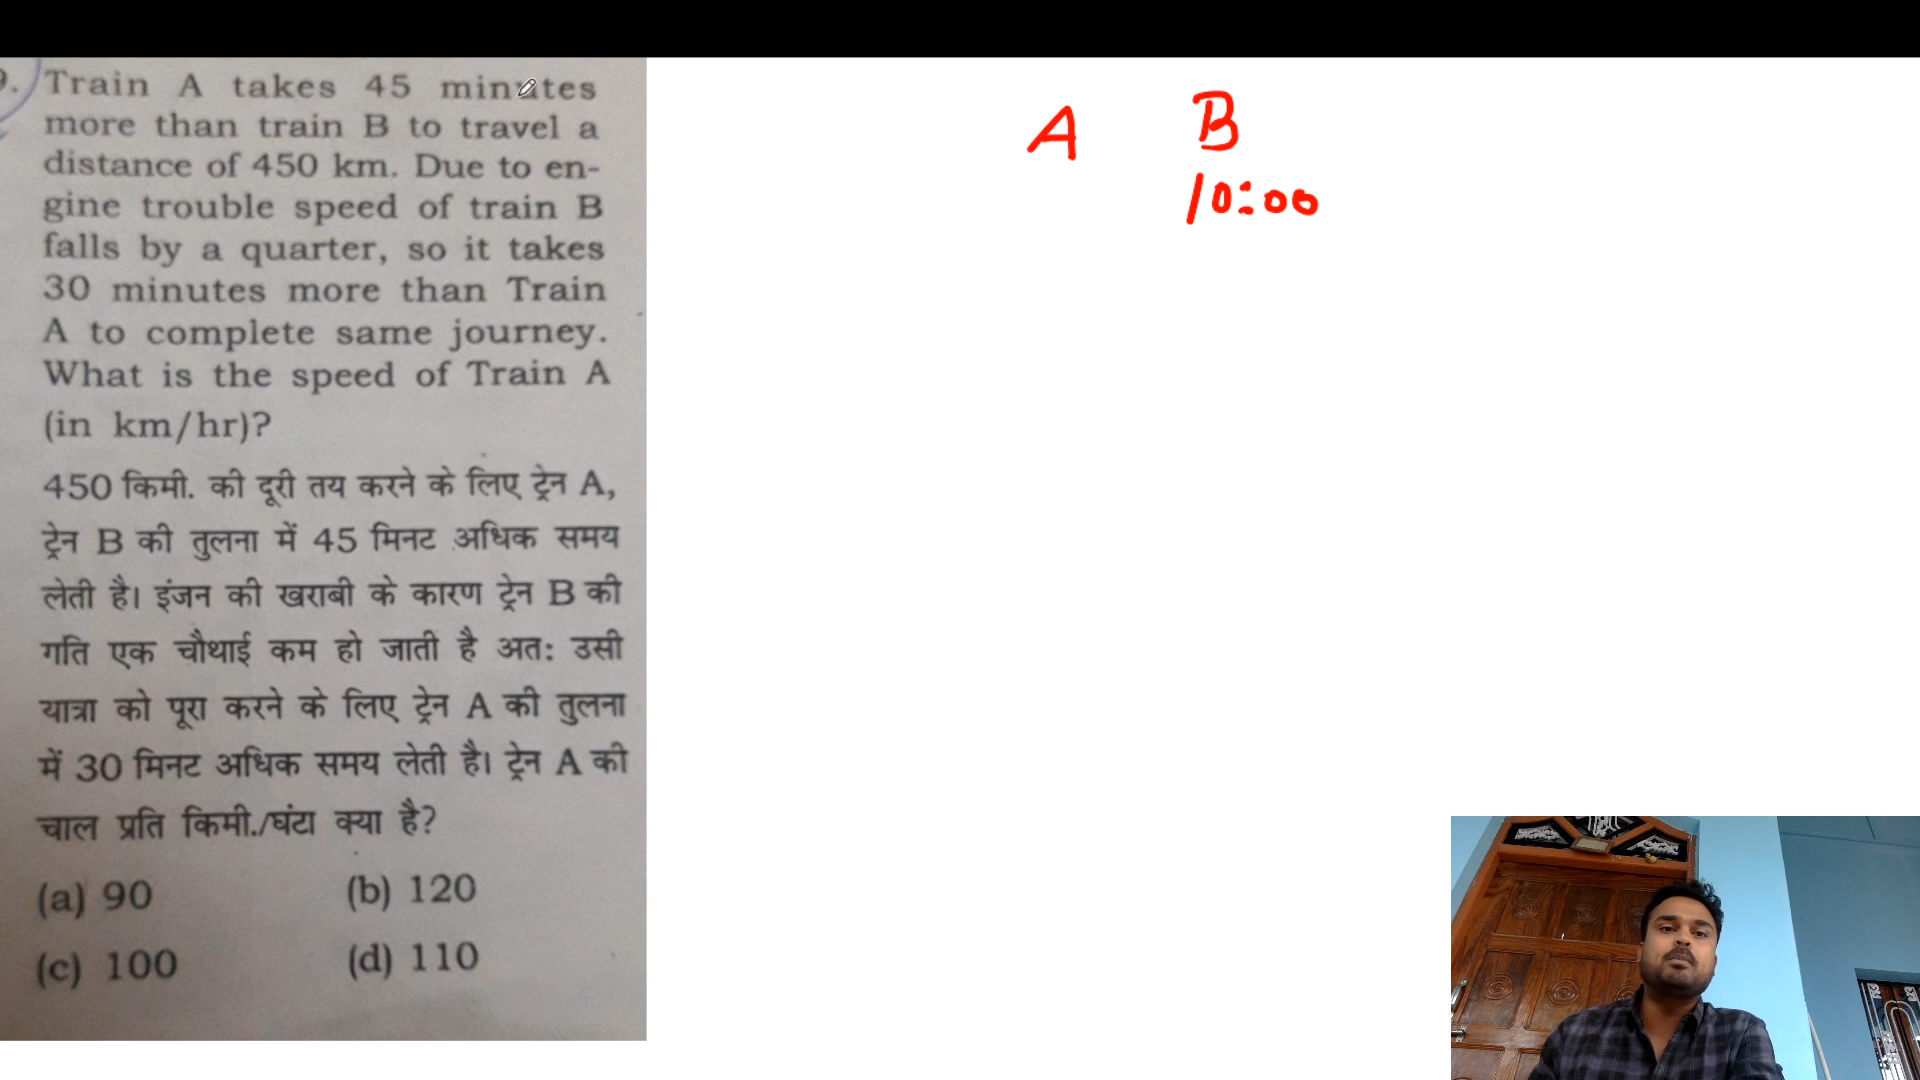 9. Train A takes 45 minutes
more than train B to travel a
distance of 450 km. Due to en-
gine trouble speed of train B
falls by a quarter, so it takes
30 minutes more than Train
A to complete same journey.
What is the speed of Train A
(in km/hr)?
450 किमी. की दूरी तय करने के लिए ट्रेन A,
ट्रेन B की तुलना में 45 मिनट अधिक समय
लेती है। इंजन की खराबी के कारण ट्रेन B की
गति एक चौथाई कम हो जाती है अतः उसी
यात्रा को पूरा करने के लिए ट्रेन A की तुलना
में 30 मिनट अधिक समय लेती है। ट्रेन A की
चाल प्रति किमी./घंटा क्या है?
(a) 90 (b) 120
(c) 100 (d) 110
A B
10:00